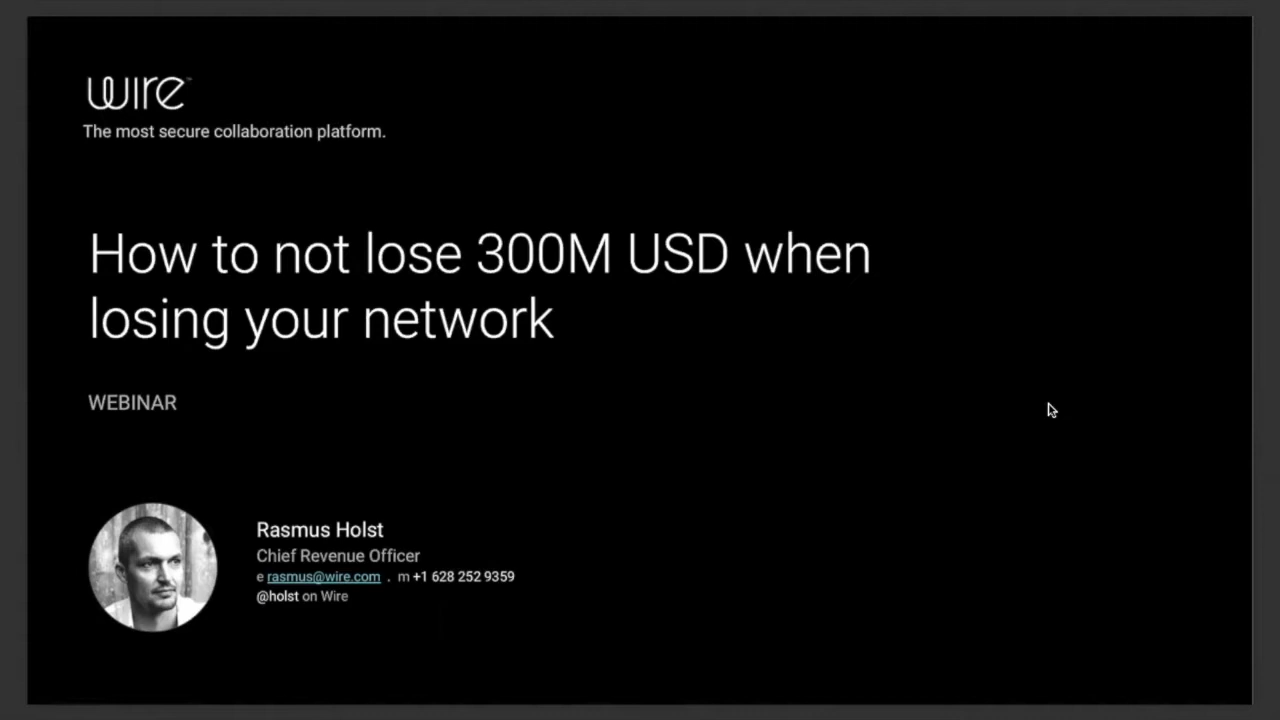 wire™
The most secure collaboration platform.
How to not lose 300M USD when
losing your network
WEBINAR
Rasmus Holst
Chief Revenue Officer
e rasmus@wire.com . m +1 628 252 9359
@holst on Wire